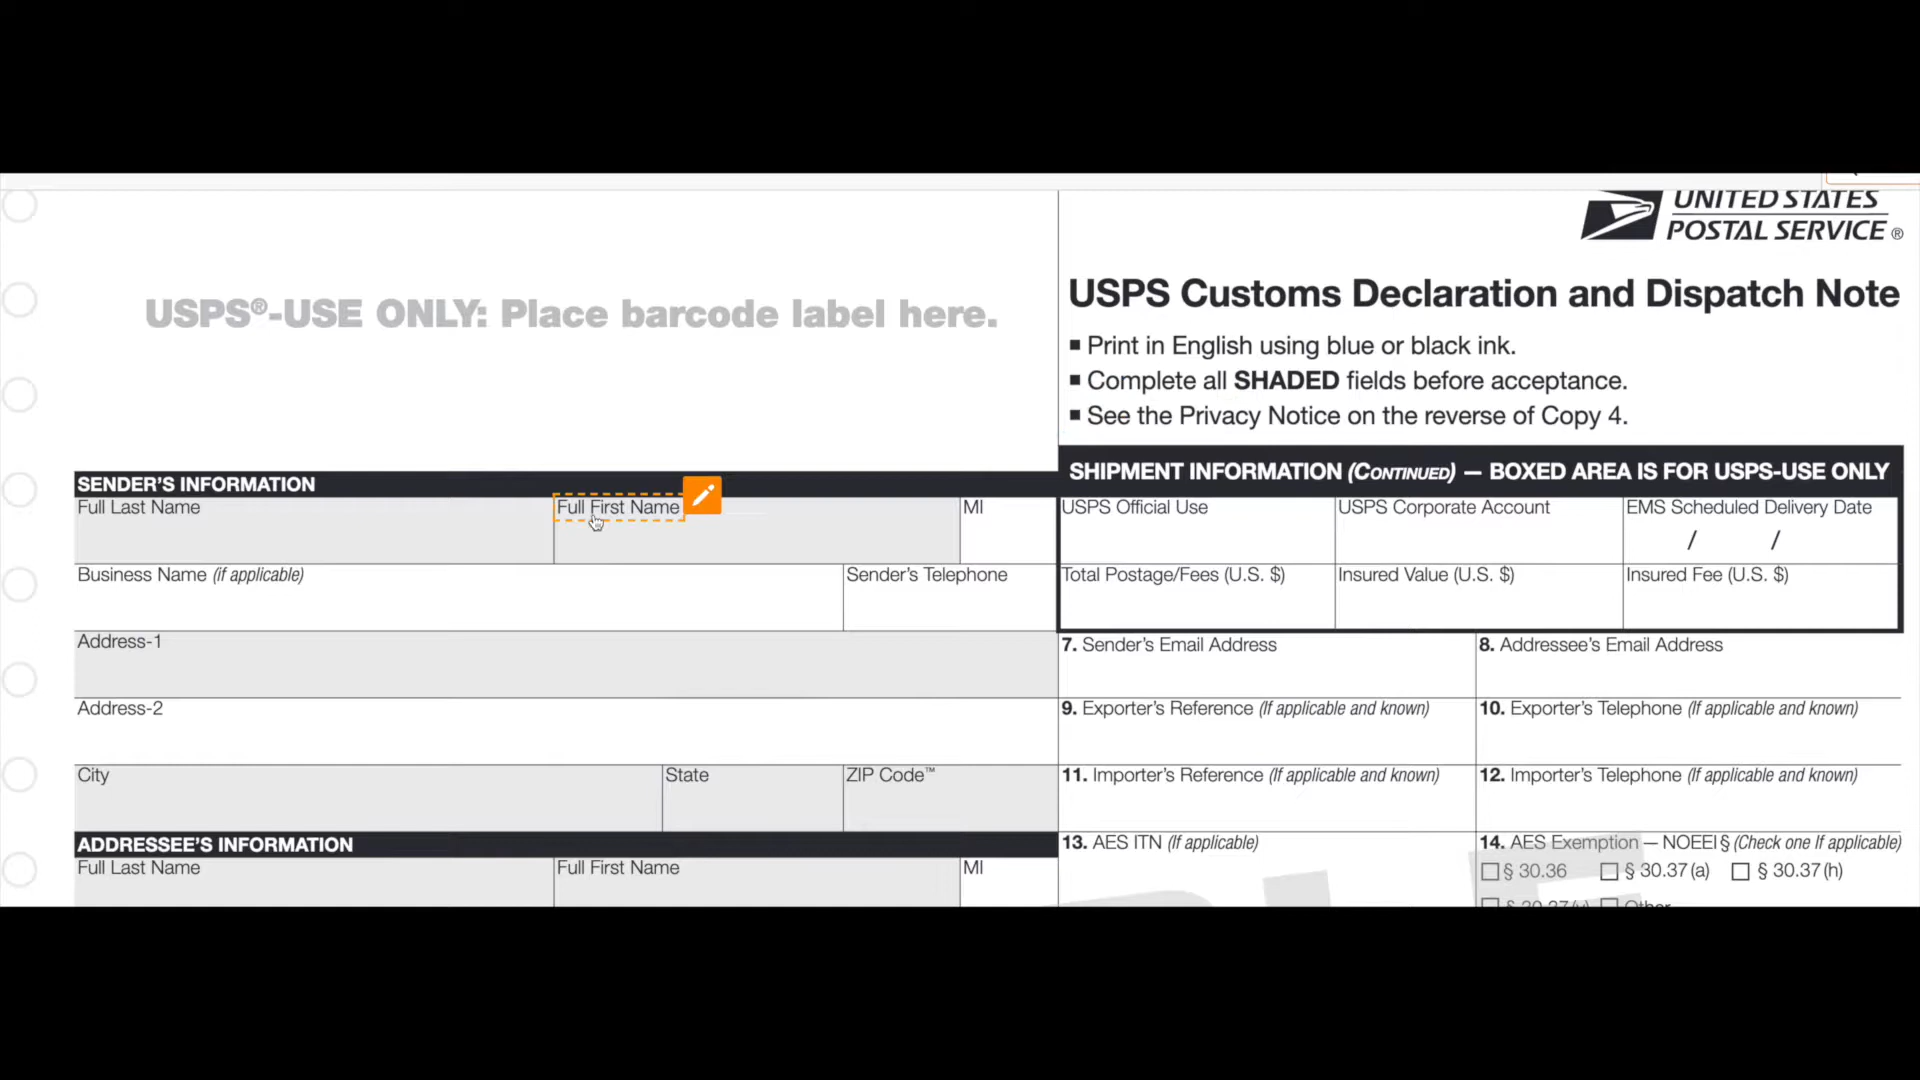 UNITED STATES
POSTAL SERVICE®
USPS®-USE ONLY: Place barcode label here.
USPS Customs Declaration and Dispatch Note
▪ Print in English using blue or black ink.
▪ Complete all SHADED fields before acceptance.
▪ See the Privacy Notice on the reverse of Copy 4.
SENDER'S INFORMATION
Full Last Name
Full First Name
MI
Business Name (if applicable)
Sender's Telephone
Address-1
Address-2
City
State
ZIP Code™
ADDRESSEE'S INFORMATION
Full Last Name
Full First Name
MI
SHIPMENT INFORMATION (CONTINUED) — BOXED AREA IS FOR USPS-USE ONLY
USPS Official Use
USPS Corporate Account
EMS Scheduled Delivery Date
/ /
Total Postage/Fees (U.S. $)
Insured Value (U.S. $)
Insured Fee (U.S. $)
7. Sender's Email Address
8. Addressee's Email Address
9. Exporter's Reference (If applicable and known)
10. Exporter's Telephone (If applicable and known)
11. Importer's Reference (If applicable and known)
12. Importer's Telephone (If applicable and known)
13. AES ITN (If applicable)
14. AES Exemption — NOEEI § (Check one If applicable)
§ 30.36
§ 30.37 (a)
§ 30.37 (h)
Other